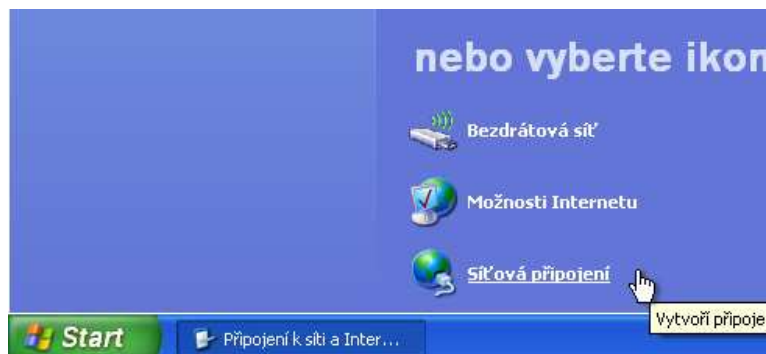 nebo vyberte ikon
Bezdrátová síť
Možnosti Internetu
Síťová připojení
Vytvoří připoje
Start
Připojení k síti a Inter...